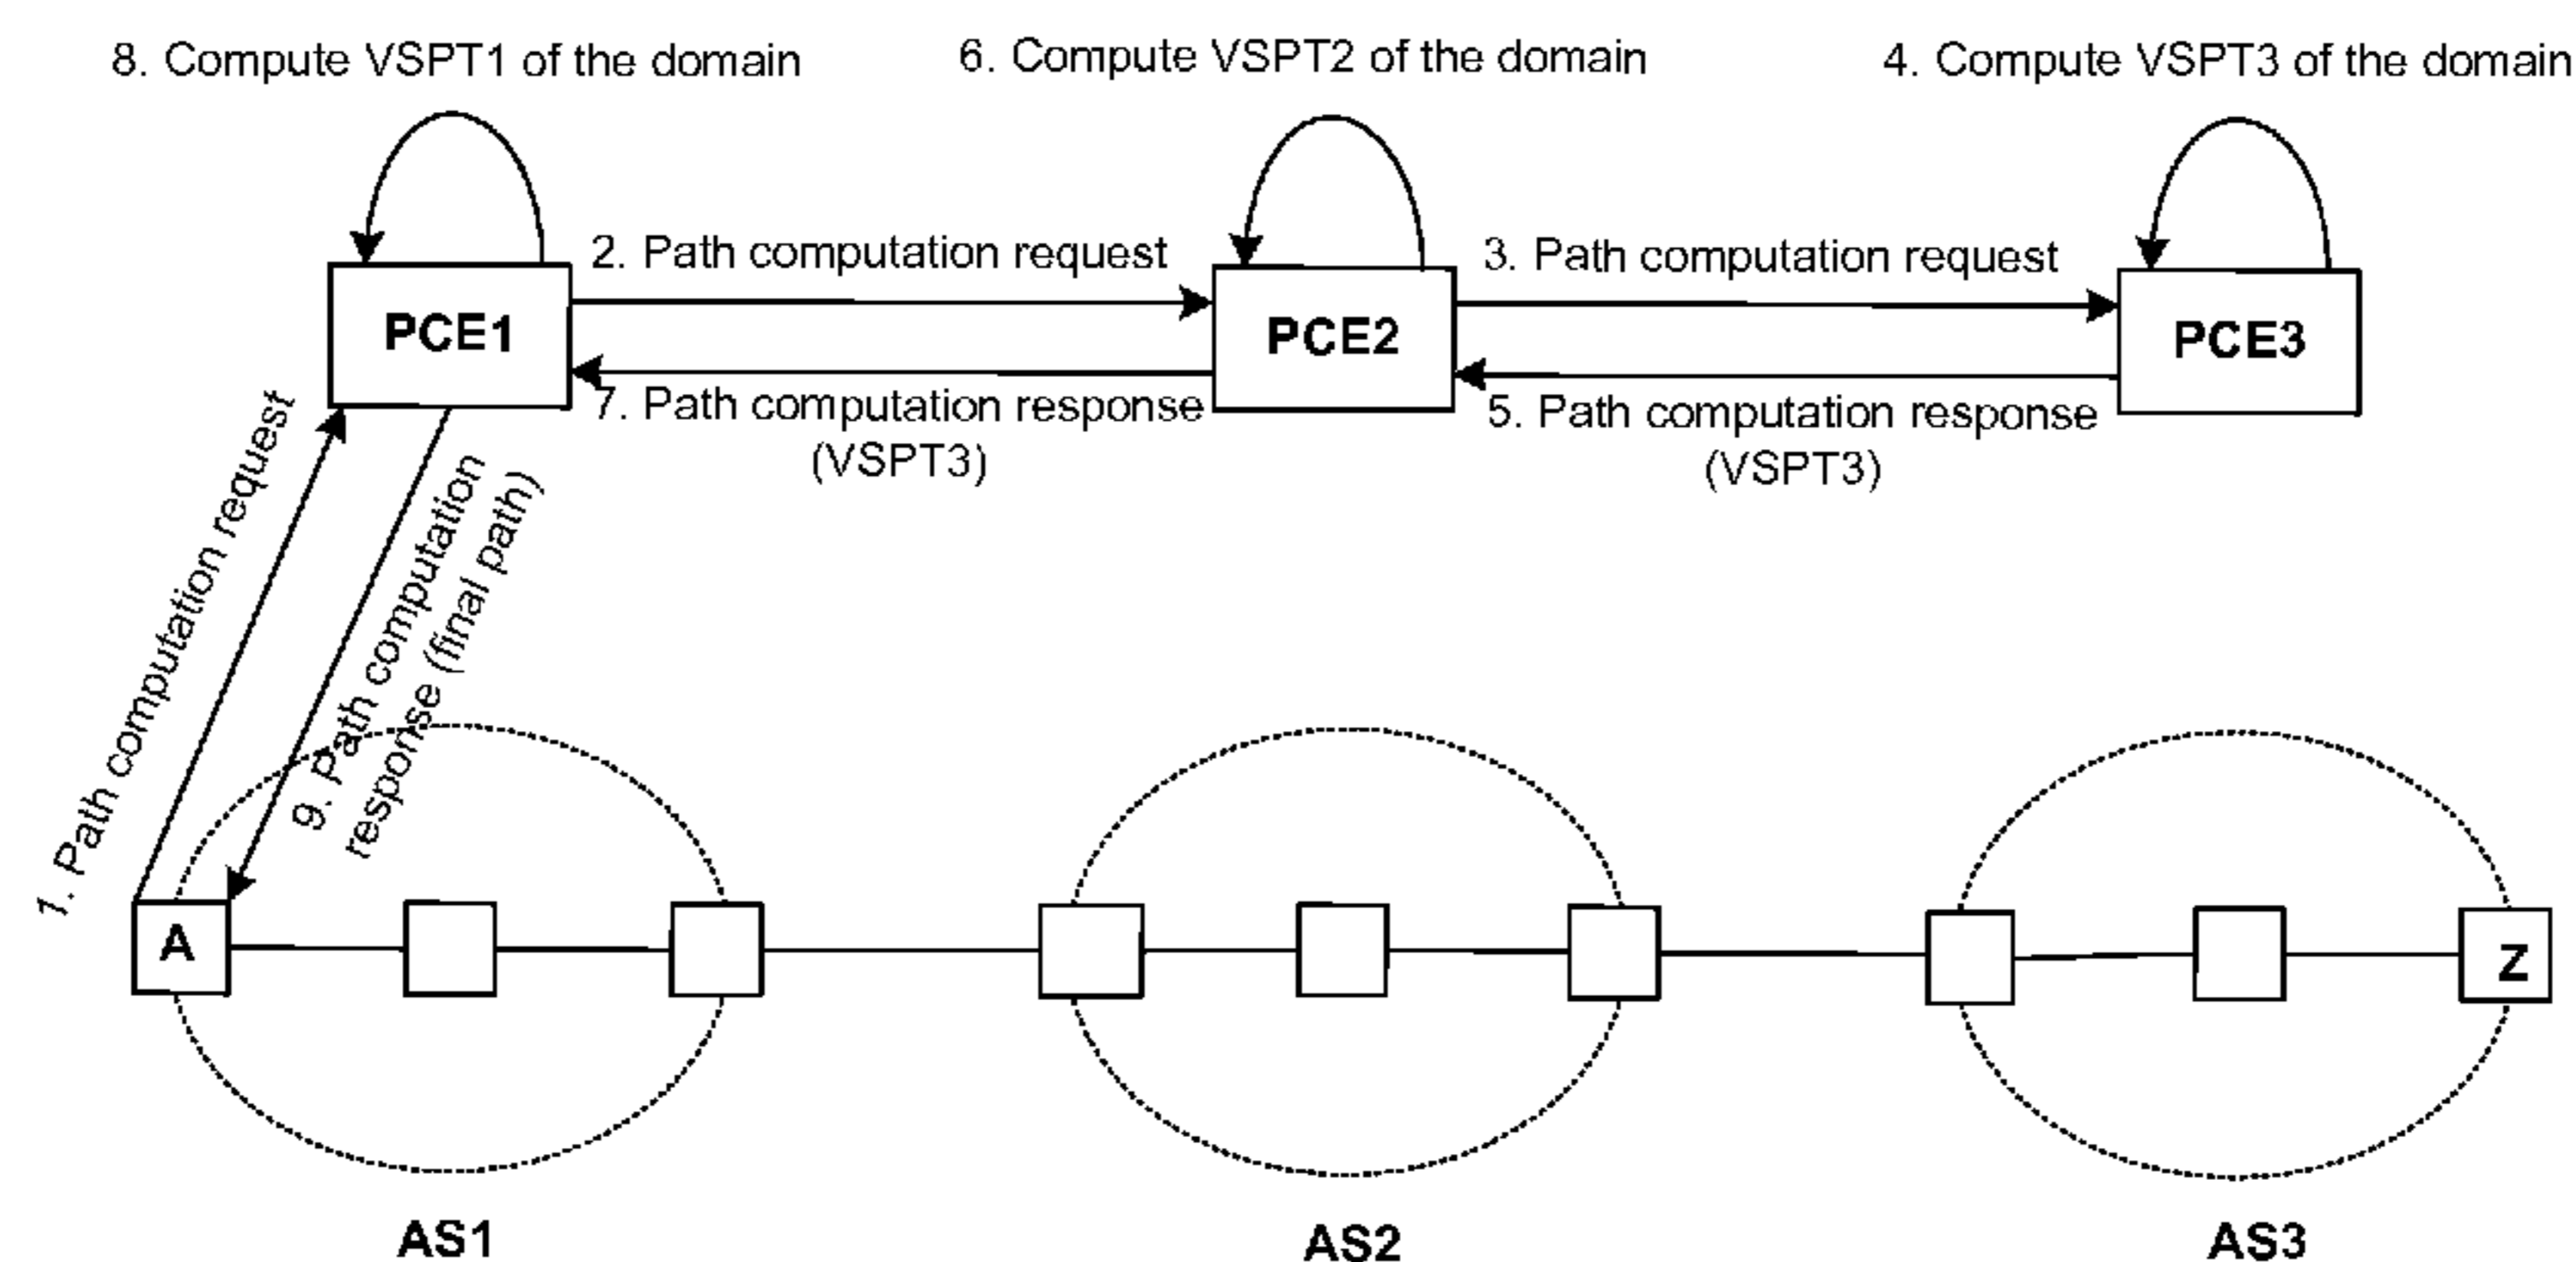 8. Compute VSPT1 of the domain
6. Compute VSPT2 of the domain
4. Compute VSPT3 of the domain
2. Path computation request
3. Path computation request
PCE1
PCE2
PCE3
7. Path computation response
(VSPT3)
5. Path computation response
(VSPT3)
1. Path computation request
9. Path computation
response (final path)
A
Z
AS1
AS2
AS3